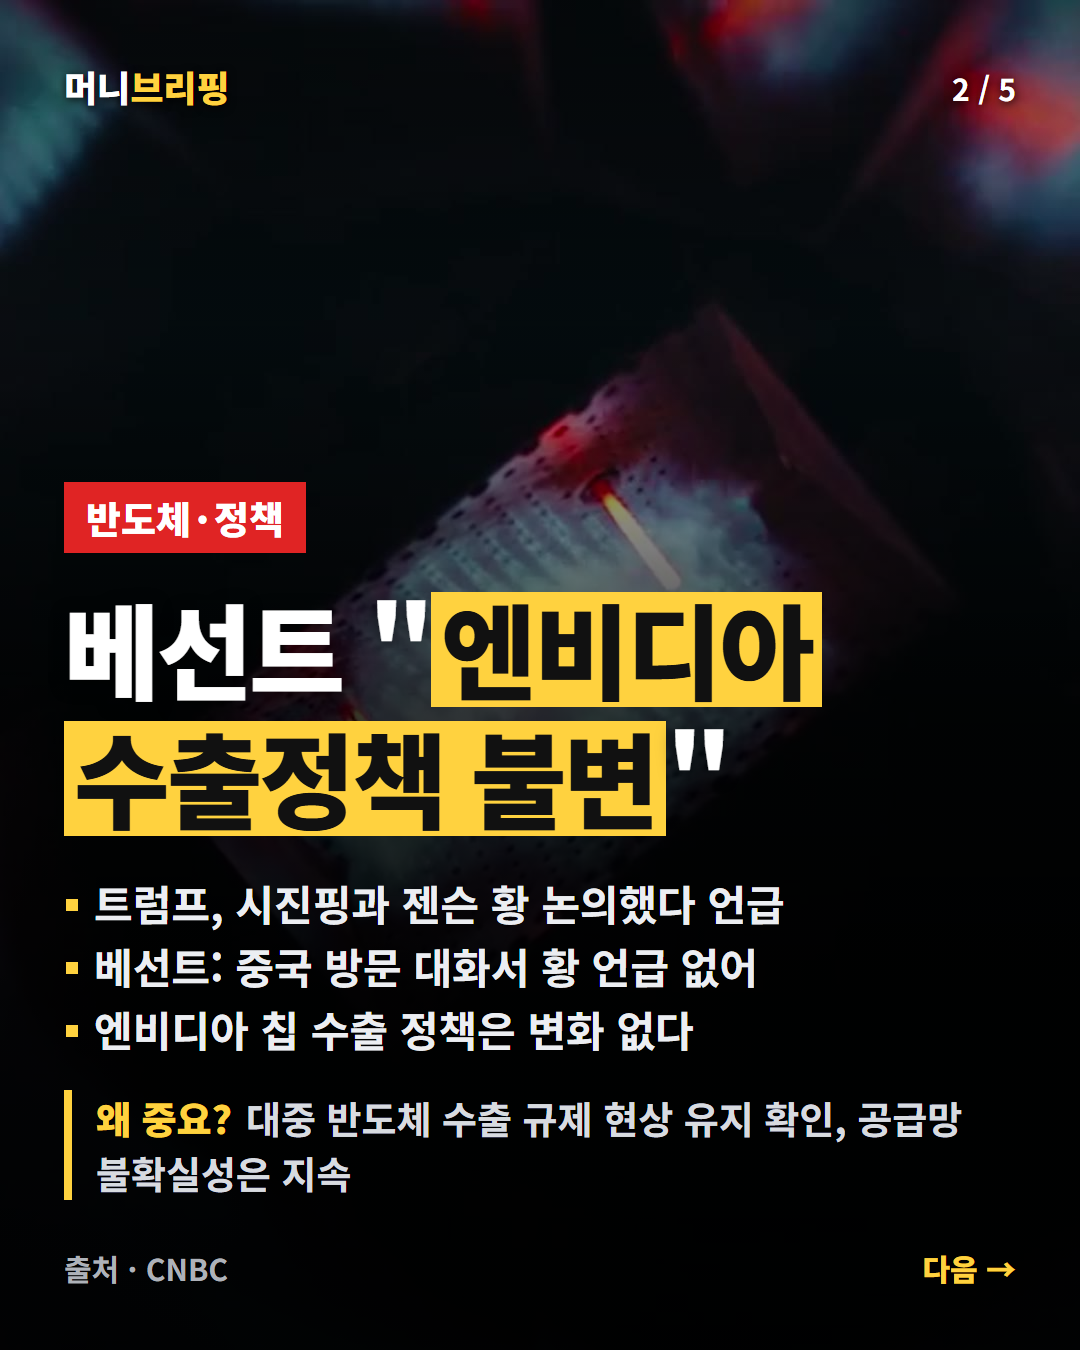 머니브리핑
2 / 5
반도체·정책
베선트 "엔비디아
수출정책 불변"
트럼프, 시진핑과 젠슨 황 논의했다 언급
베선트: 중국 방문 대화서 황 언급 없어
엔비디아 칩 수출 정책은 변화 없다
왜 중요? 대중 반도체 수출 규제 현상 유지 확인, 공급망
불확실성은 지속
출처 · CNBC
다음 →